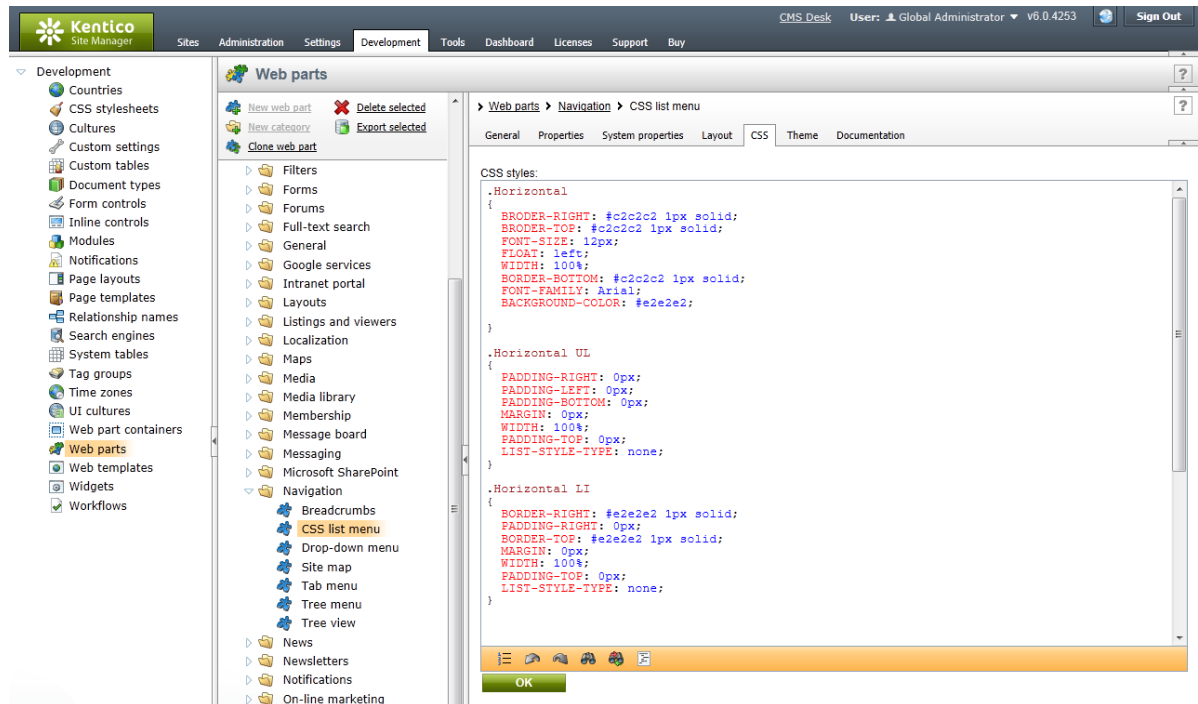 Kentico
Site Manager
CMS Desk User: Global Administrator v6.0.4253 Sign Out
Sites Administration Settings Development Tools Dashboard Licenses Support Buy
Development
Countries
CSS stylesheets
Cultures
Custom settings
Custom tables
Document types
Form controls
Inline controls
Modules
Notifications
Page layouts
Page templates
Relationship names
Search engines
System tables
Tag groups
Time zones
UI cultures
Web part containers
Web parts
Web templates
Widgets
Workflows
Web parts ?
New web part Delete selected
New category Export selected
Clone web part
Filters
Forms
Forums
Full-text search
General
Google services
Intranet portal
Layouts
Listings and viewers
Localization
Maps
Media
Media library
Membership
Message board
Messaging
Microsoft SharePoint
Navigation
Breadcrumbs
CSS list menu
Drop-down menu
Site map
Tab menu
Tree menu
Tree view
News
Newsletters
Notifications
On-line marketing
> Web parts > Navigation > CSS list menu ?
General Properties System properties Layout CSS Theme Documentation
CSS styles:
.Horizontal
{
BRODER-RIGHT: #c2c2c2 1px solid;
BRODER-TOP: #c2c2c2 1px solid;
FONT-SIZE: 12px;
FLOAT: left;
WIDTH: 100%;
BORDER-BOTTOM: #c2c2c2 1px solid;
FONT-FAMILY: Arial;
BACKGROUND-COLOR: #e2e2e2;
}
.Horizontal UL
{
PADDING-RIGHT: 0px;
PADDING-LEFT: 0px;
PADDING-BOTTOM: 0px;
MARGIN: 0px;
WIDTH: 100%;
PADDING-TOP: 0px;
LIST-STYLE-TYPE: none;
}
.Horizontal LI
{
BORDER-RIGHT: #e2e2e2 1px solid;
PADDING-RIGHT: 0px;
BORDER-TOP: #e2e2e2 1px solid;
MARGIN: 0px;
WIDTH: 100%;
PADDING-TOP: 0px;
LIST-STYLE-TYPE: none;
}
OK